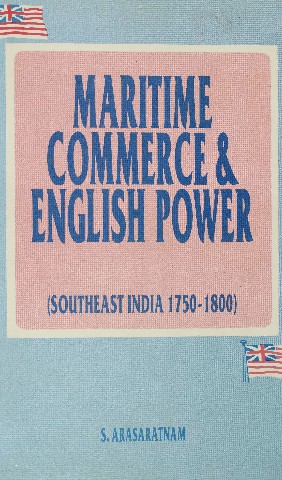 MARITIME
COMMERCE &
ENGLISH POWER
(SOUTHEAST INDIA 1750-1800)
S. ARASARATNAM